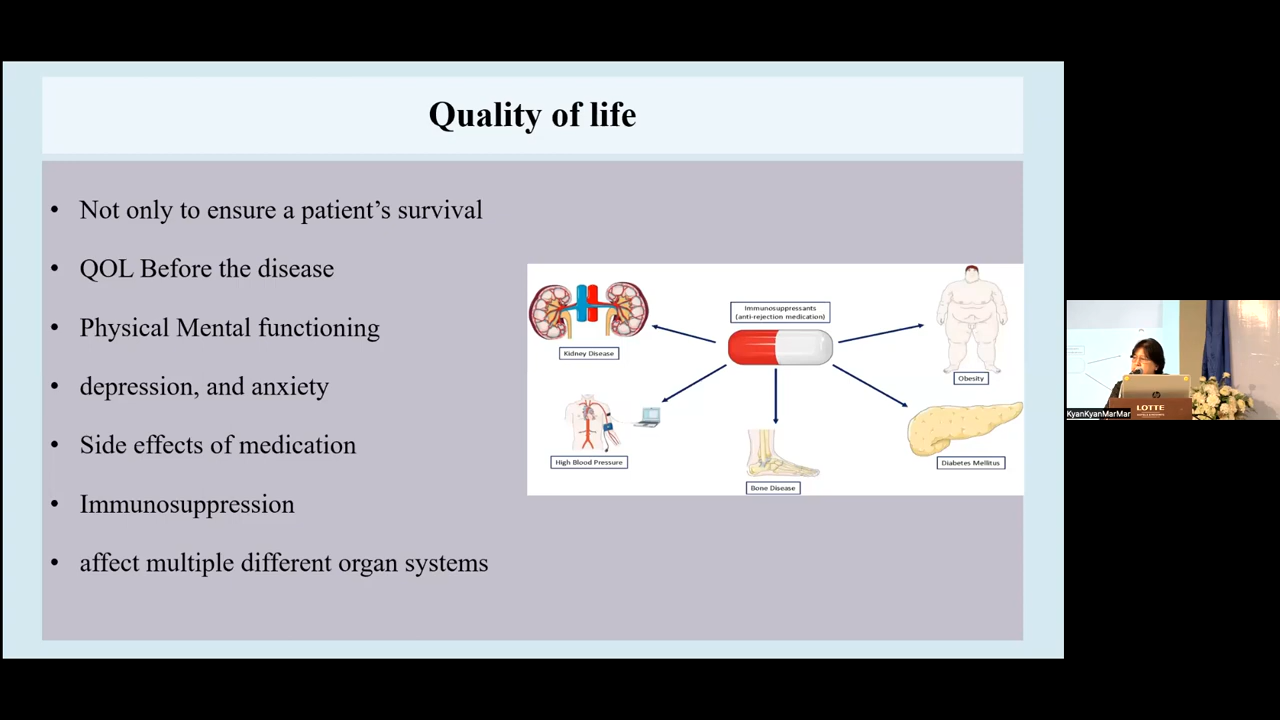 Quality of life
• Not only to ensure a patient’s survival
• QOL Before the disease
• Physical Mental functioning
• depression, and anxiety
• Side effects of medication
• Immunosuppression
• affect multiple different organ systems
Immunosuppressants
(anti-rejection medication)
Kidney Disease
Obesity
High Blood Pressure
Diabetes Mellitus
Bone Disease
LOTTE
KyanKyanMarMar